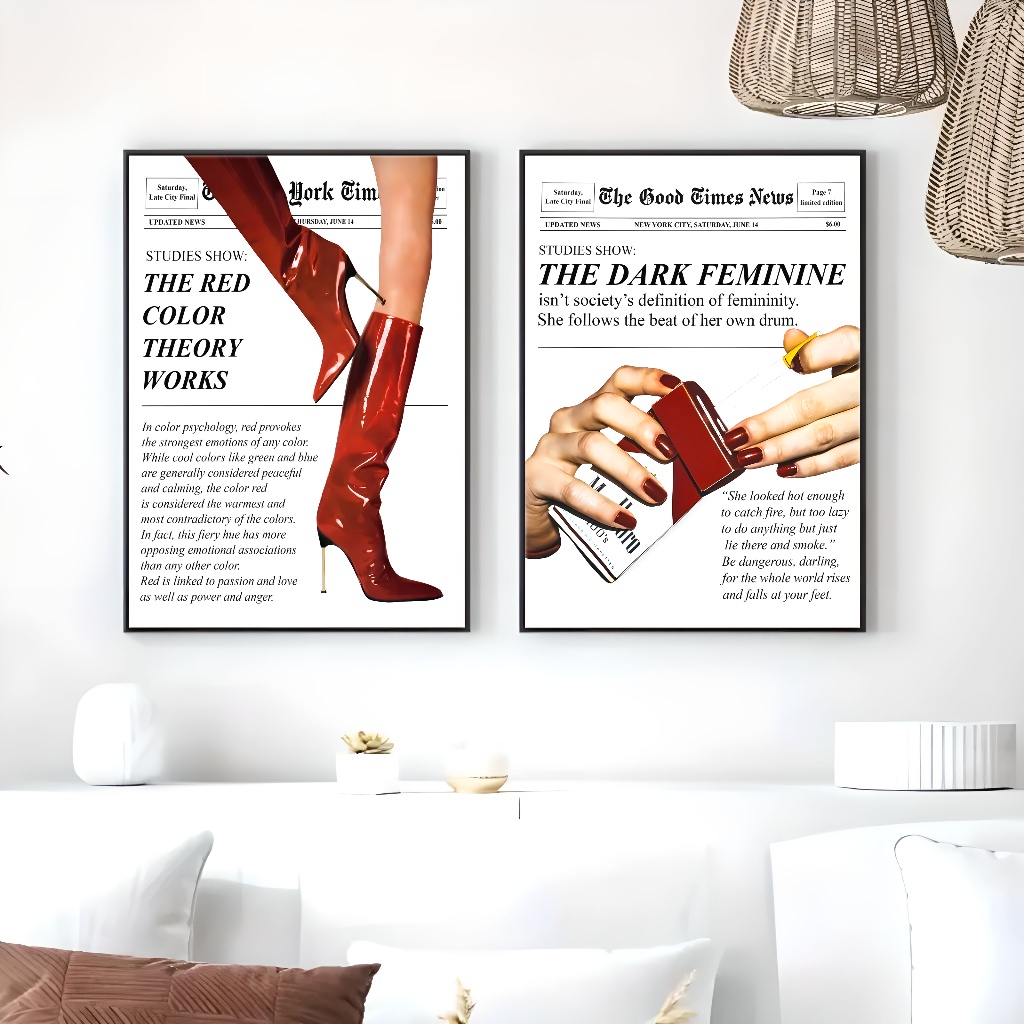 Saturday,
Late City Final
York Tim
UPDATED NEWS
THURSDAY, JUNE 14
.00
STUDIES SHOW:
THE RED
COLOR
THEORY
WORKS
In color psychology, red provokes
the strongest emotions of any color.
While cool colors like green and blue
are generally considered peaceful
and calming, the color red
is considered the warmest and
most contradictory of the colors.
In fact, this fiery hue has more
opposing emotional associations
than any other color.
Red is linked to passion and love
as well as power and anger.
Saturday,
Late City Final
The Good Times News
Page 7
limited edition
UPDATED NEWS
NEW YORK CITY, SATURDAY, JUNE 14
$6.00
STUDIES SHOW:
THE DARK FEMININE
isn't society's definition of femininity.
She follows the beat of her own drum.
"She looked hot enough
to catch fire, but too lazy
to do anything but just
lie there and smoke."
Be dangerous, darling,
for the whole world rises
and falls at your feet.